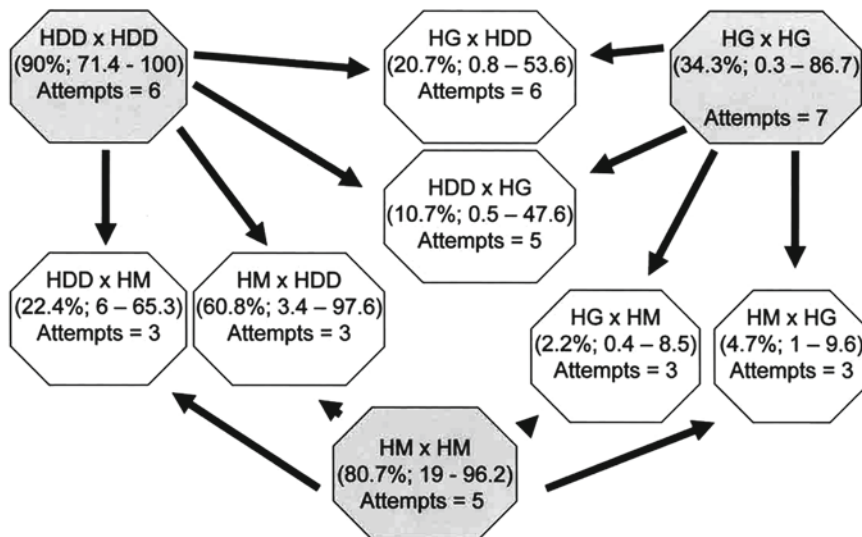 HDD x HDD
(90%; 71.4 - 100)
Attempts = 6
HG x HDD
(20.7%; 0.8 – 53.6)
Attempts = 6
HG x HG
(34.3%; 0.3 – 86.7)
Attempts = 7
HDD x HG
(10.7%; 0.5 – 47.6)
Attempts = 5
HDD x HM
(22.4%; 6 – 65.3)
Attempts = 3
HM x HDD
(60.8%; 3.4 – 97.6)
Attempts = 3
HG x HM
(2.2%; 0.4 – 8.5)
Attempts = 3
HM x HG
(4.7%; 1 – 9.6)
Attempts = 3
HM x HM
(80.7%; 19 - 96.2)
Attempts = 5